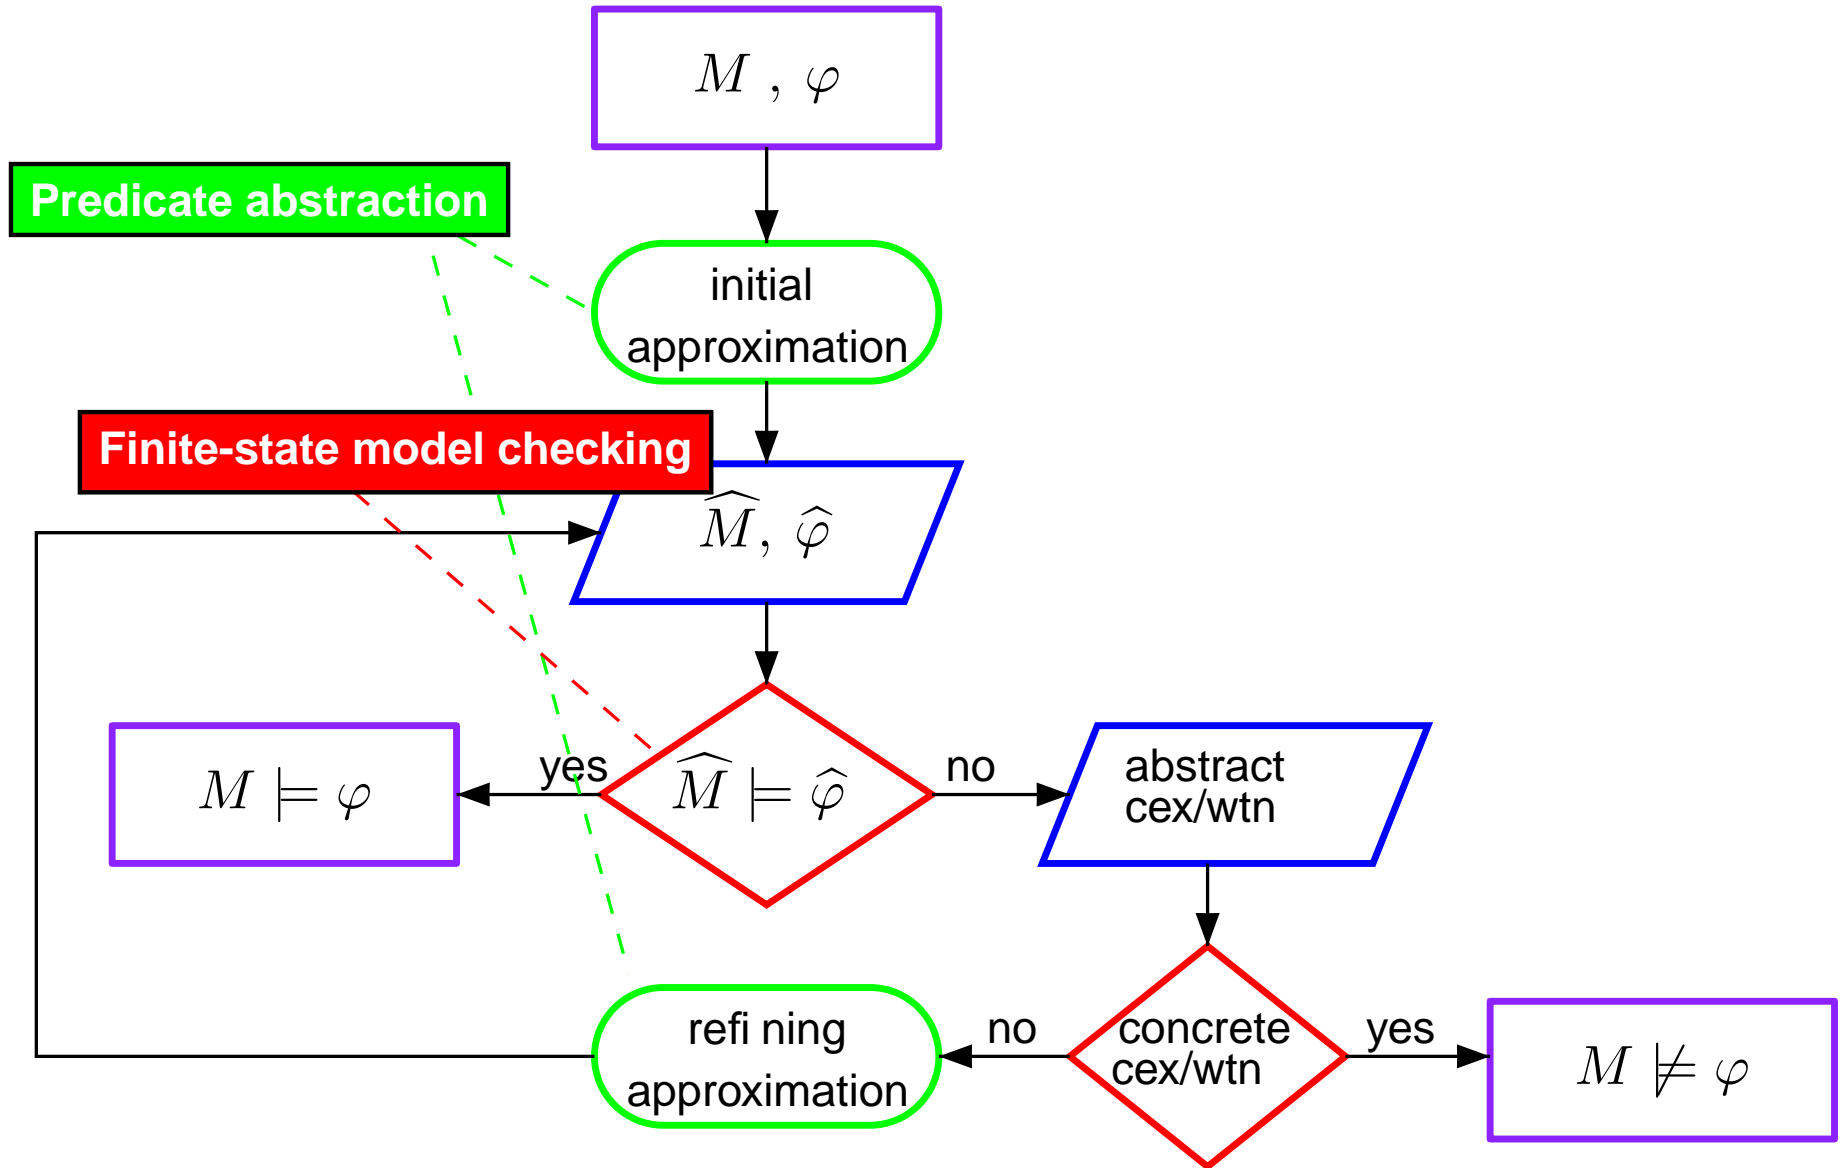 M , φ
Predicate abstraction
initial
approximation
Finite-state model checking
M̂, φ̂
yes
no
M ⊨ φ
M̂ ⊨ φ̂
abstract
cex/wtn
refi ning
approximation
no
concrete
cex/wtn
yes
M ⊭ φ